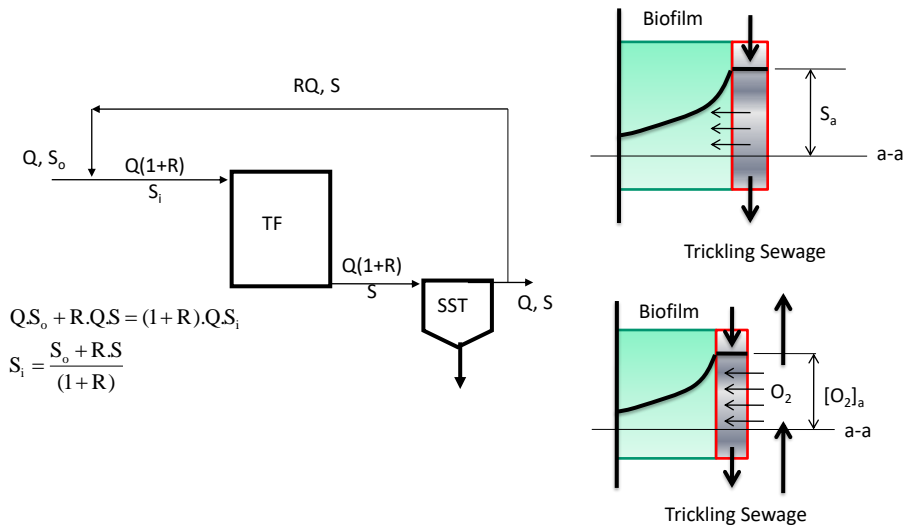 RQ, S
Q, Sₒ
Q(1+R)
Sᵢ
TF
Q(1+R)
S
SST
Q, S
Q.Sₒ + R.Q.S = (1+R).Q.Sᵢ
Sᵢ = (Sₒ + R.S) / (1+R)
Biofilm
Sₐ
a-a
Trickling Sewage
Biofilm
O₂
[O₂]ₐ
a-a
Trickling Sewage